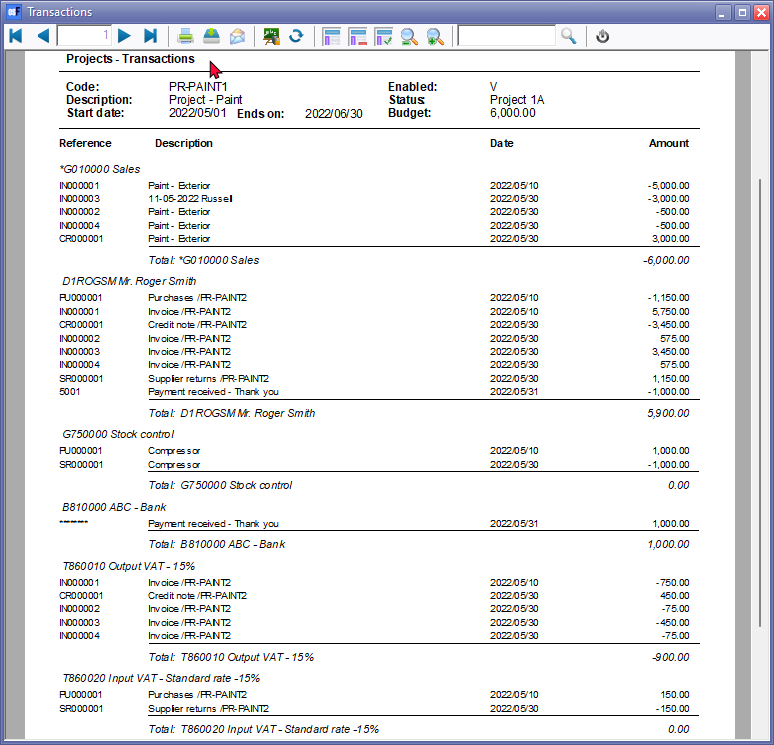 Transactions
1
Projects - Transactions
Code: PR-PAINT1 Enabled: V
Description: Project - Paint Status: Project 1A
Start date: 2022/05/01 Ends on: 2022/06/30 Budget: 6,000.00
Reference Description Date Amount
*G010000 Sales
IN000001 Paint - Exterior 2022/05/10 -5,000.00
IN000003 11-05-2022 Russell 2022/05/30 -3,000.00
IN000002 Paint - Exterior 2022/05/30 -500.00
IN000004 Paint - Exterior 2022/05/30 -500.00
CR000001 Paint - Exterior 2022/05/30 3,000.00
Total: *G010000 Sales -6,000.00
D1ROGSM Mr. Roger Smith
PU000001 Purchases /PR-PAINT2 2022/05/10 -1,150.00
IN000001 Invoice /PR-PAINT2 2022/05/10 5,750.00
CR000001 Credit note /PR-PAINT2 2022/05/30 -3,450.00
IN000002 Invoice /PR-PAINT2 2022/05/30 575.00
IN000003 Invoice /PR-PAINT2 2022/05/30 3,450.00
IN000004 Invoice /PR-PAINT2 2022/05/30 575.00
SR000001 Supplier returns /PR-PAINT2 2022/05/30 1,150.00
5001 Payment received - Thank you 2022/05/31 -1,000.00
Total: D1ROGSM Mr. Roger Smith 5,900.00
G750000 Stock control
PU000001 Compressor 2022/05/10 1,000.00
SR000001 Compressor 2022/05/30 -1,000.00
Total: G750000 Stock control 0.00
B810000 ABC - Bank
******** Payment received - Thank you 2022/05/31 1,000.00
Total: B810000 ABC - Bank 1,000.00
T860010 Output VAT - 15%
IN000001 Invoice /PR-PAINT2 2022/05/10 -750.00
CR000001 Credit note /PR-PAINT2 2022/05/30 450.00
IN000002 Invoice /PR-PAINT2 2022/05/30 -75.00
IN000003 Invoice /PR-PAINT2 2022/05/30 -450.00
IN000004 Invoice /PR-PAINT2 2022/05/30 -75.00
Total: T860010 Output VAT - 15% -900.00
T860020 Input VAT - Standard rate -15%
PU000001 Purchases /PR-PAINT2 2022/05/10 150.00
SR000001 Supplier returns /PR-PAINT2 2022/05/30 -150.00
Total: T860020 Input VAT - Standard rate -15% 0.00